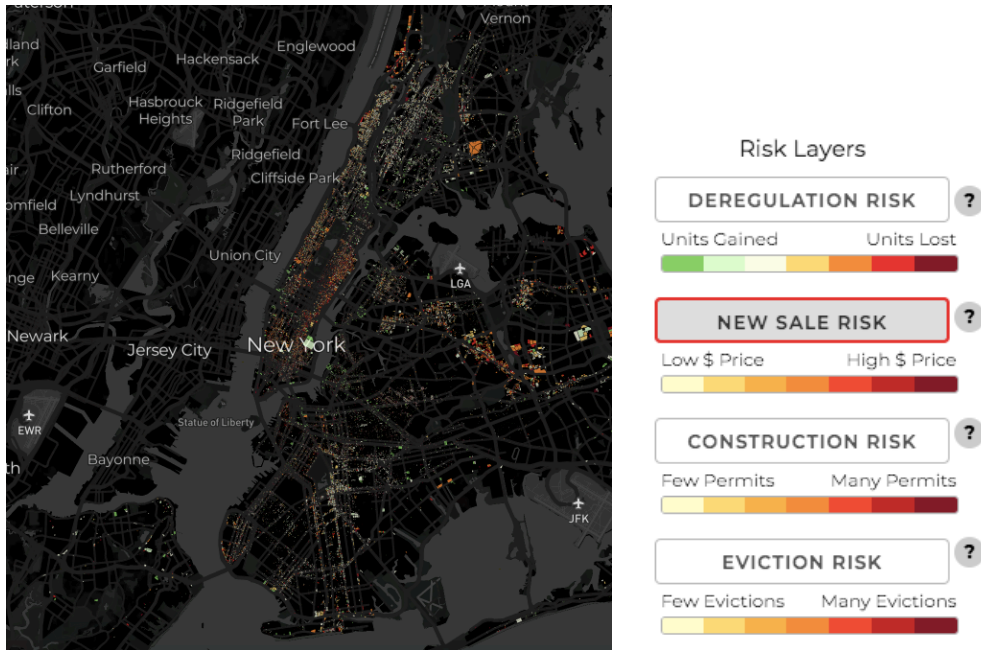 Vernon
Englewood
Hackensack
Garfield
Hasbrouck
Heights
Ridgefield
Park
Clifton
Fort Lee
Ridgefield
Rutherford
Cliffside Park
Lyndhurst
Belleville
Union City
Kearny
LGA
Newark
Jersey City
New York
Statue of Liberty
EWR
Bayonne
JFK
Risk Layers
DEREGULATION RISK
?
Units Gained Units Lost
NEW SALE RISK
?
Low $ Price High $ Price
CONSTRUCTION RISK
?
Few Permits Many Permits
EVICTION RISK
?
Few Evictions Many Evictions